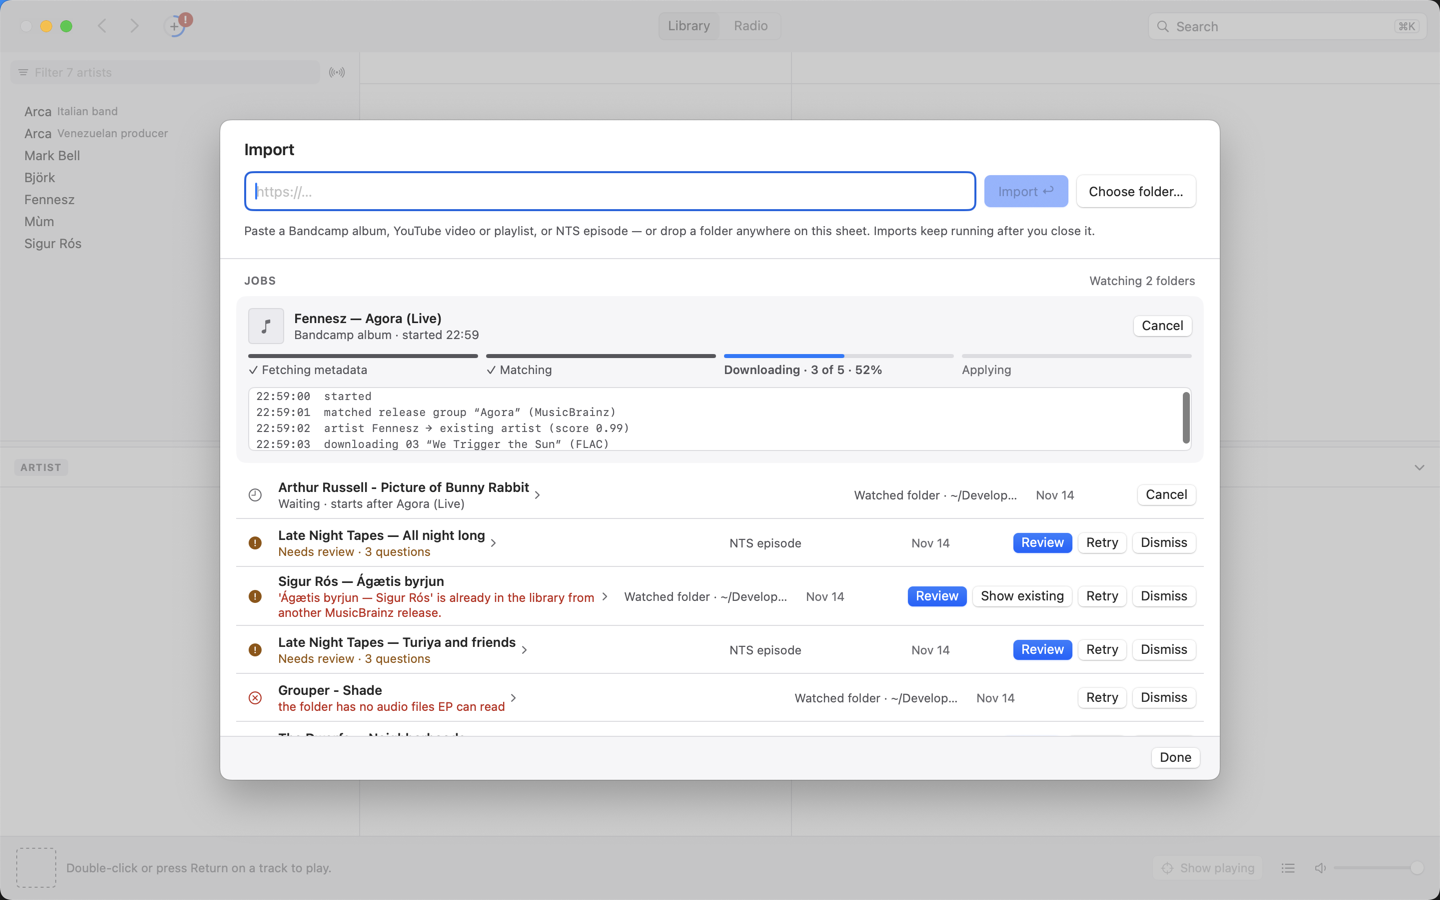 Library
Radio
Search
⌘K
Filter 7 artists
Arca Italian band
Arca Venezuelan producer
Mark Bell
Björk
Fennesz
Mùm
Sigur Rós
ARTIST
Import
https://...
Import ↩
Choose folder...
Paste a Bandcamp album, YouTube video or playlist, or NTS episode — or drop a folder anywhere on this sheet. Imports keep running after you close it.
JOBS
Watching 2 folders
Fennesz — Agora (Live)
Bandcamp album · started 22:59
Cancel
✓ Fetching metadata
✓ Matching
Downloading · 3 of 5 · 52%
Applying
22:59:00 started
22:59:01 matched release group “Agora” (MusicBrainz)
22:59:02 artist Fennesz → existing artist (score 0.99)
22:59:03 downloading 03 “We Trigger the Sun” (FLAC)
Arthur Russell - Picture of Bunny Rabbit
Waiting · starts after Agora (Live)
Watched folder · ~/Develop...
Nov 14
Cancel
Late Night Tapes — All night long
Needs review · 3 questions
NTS episode
Nov 14
Review
Retry
Dismiss
Sigur Rós — Ágætis byrjun
'Ágætis byrjun — Sigur Rós' is already in the library from
another MusicBrainz release.
Watched folder · ~/Develop...
Nov 14
Review
Show existing
Retry
Dismiss
Late Night Tapes — Turiya and friends
Needs review · 3 questions
NTS episode
Nov 14
Review
Retry
Dismiss
Grouper - Shade
the folder has no audio files EP can read
Watched folder · ~/Develop...
Nov 14
Retry
Dismiss
Done
Double-click or press Return on a track to play.
Show playing